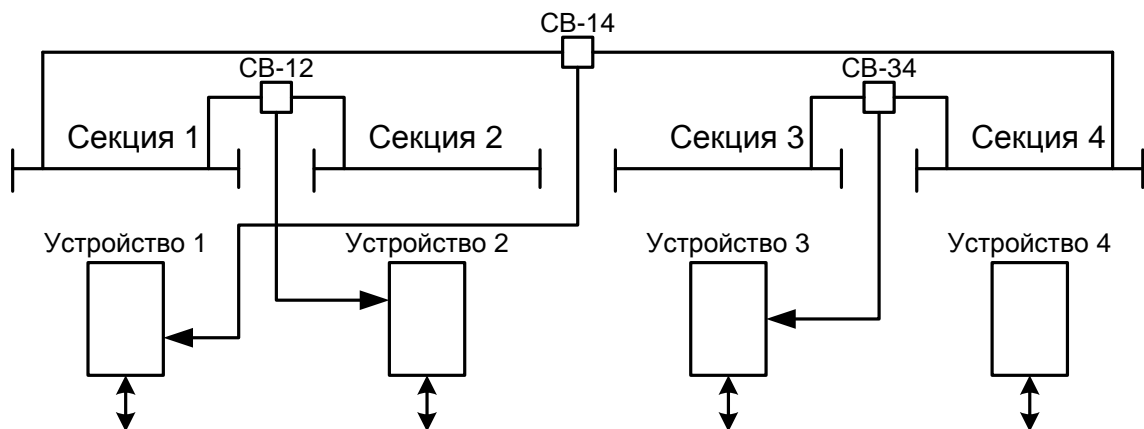 СВ-14
СВ-12
СВ-34
Секция 1
Секция 2
Секция 3
Секция 4
Устройство 1
Устройство 2
Устройство 3
Устройство 4